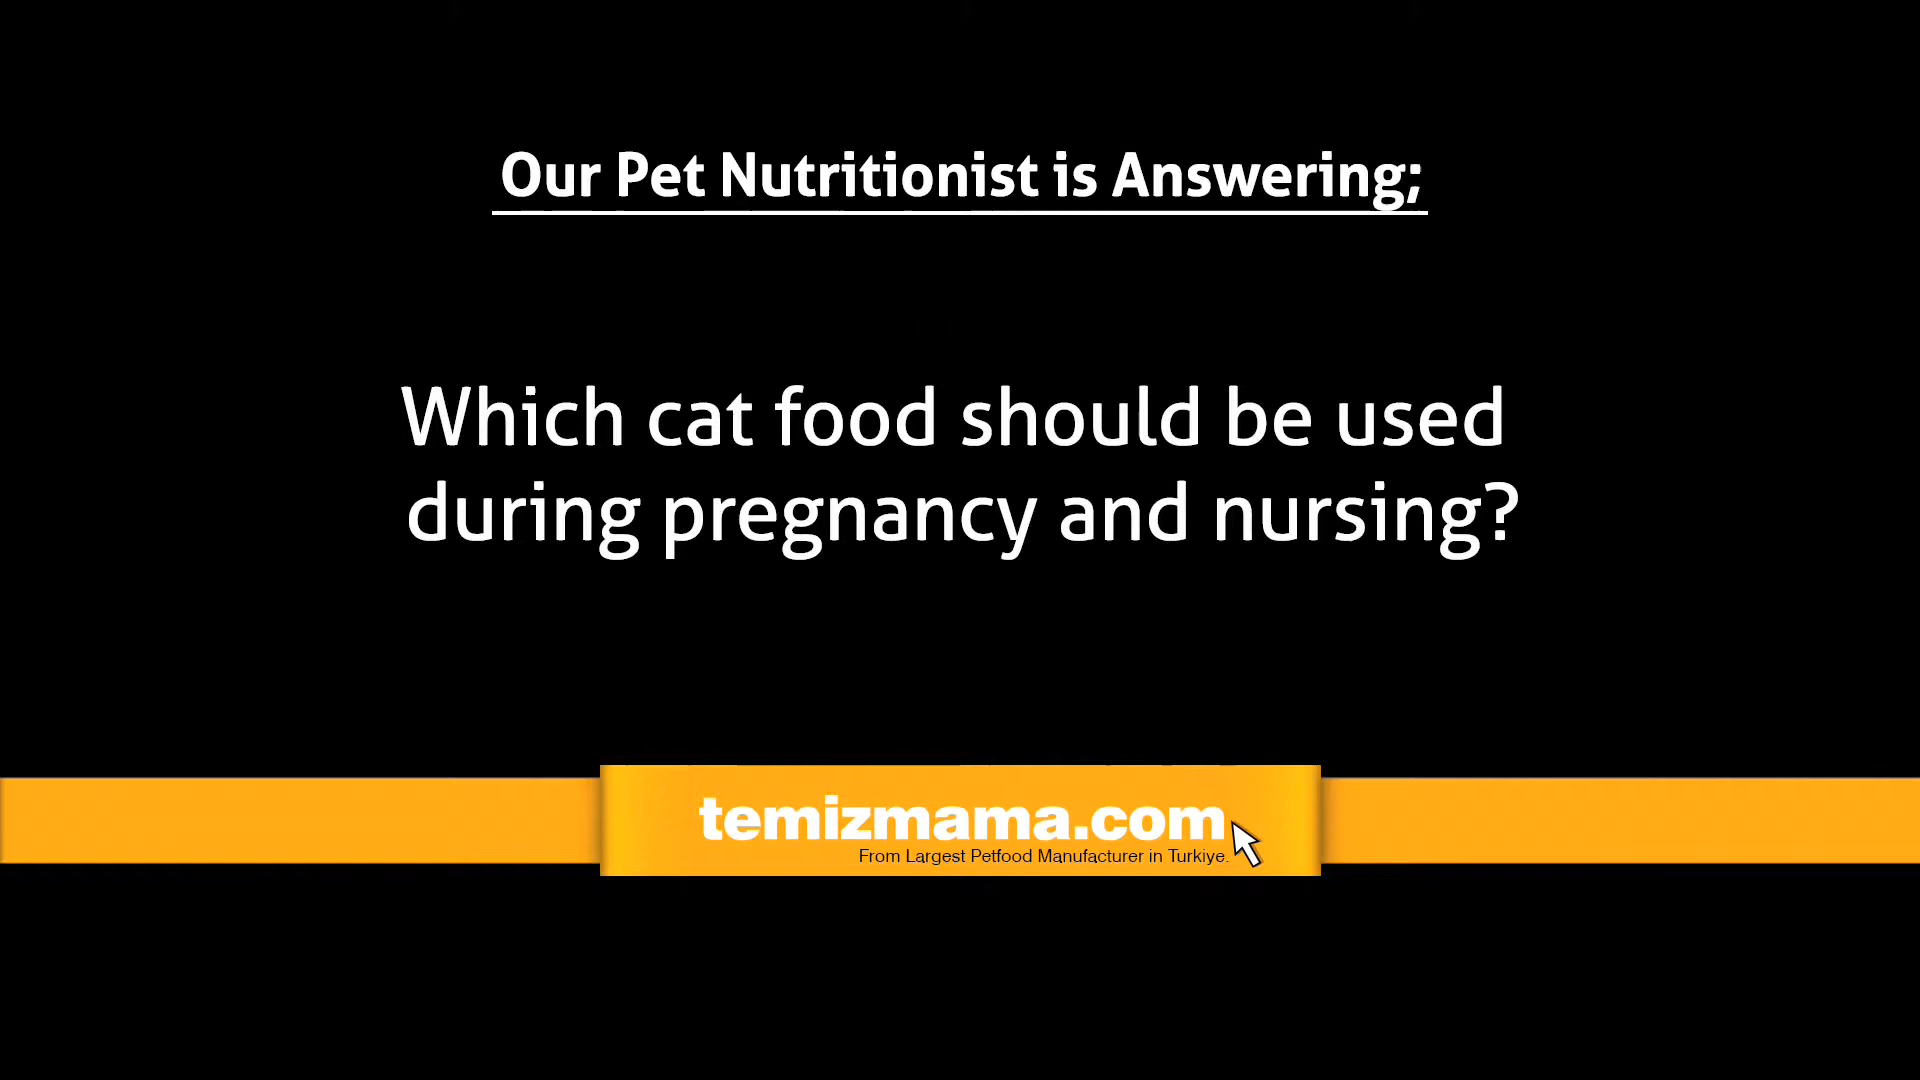 Our Pet Nutritionist is Answering;
Which cat food should be used
during pregnancy and nursing?
temizmama.com
From Largest Petfood Manufacturer in Turkiye.